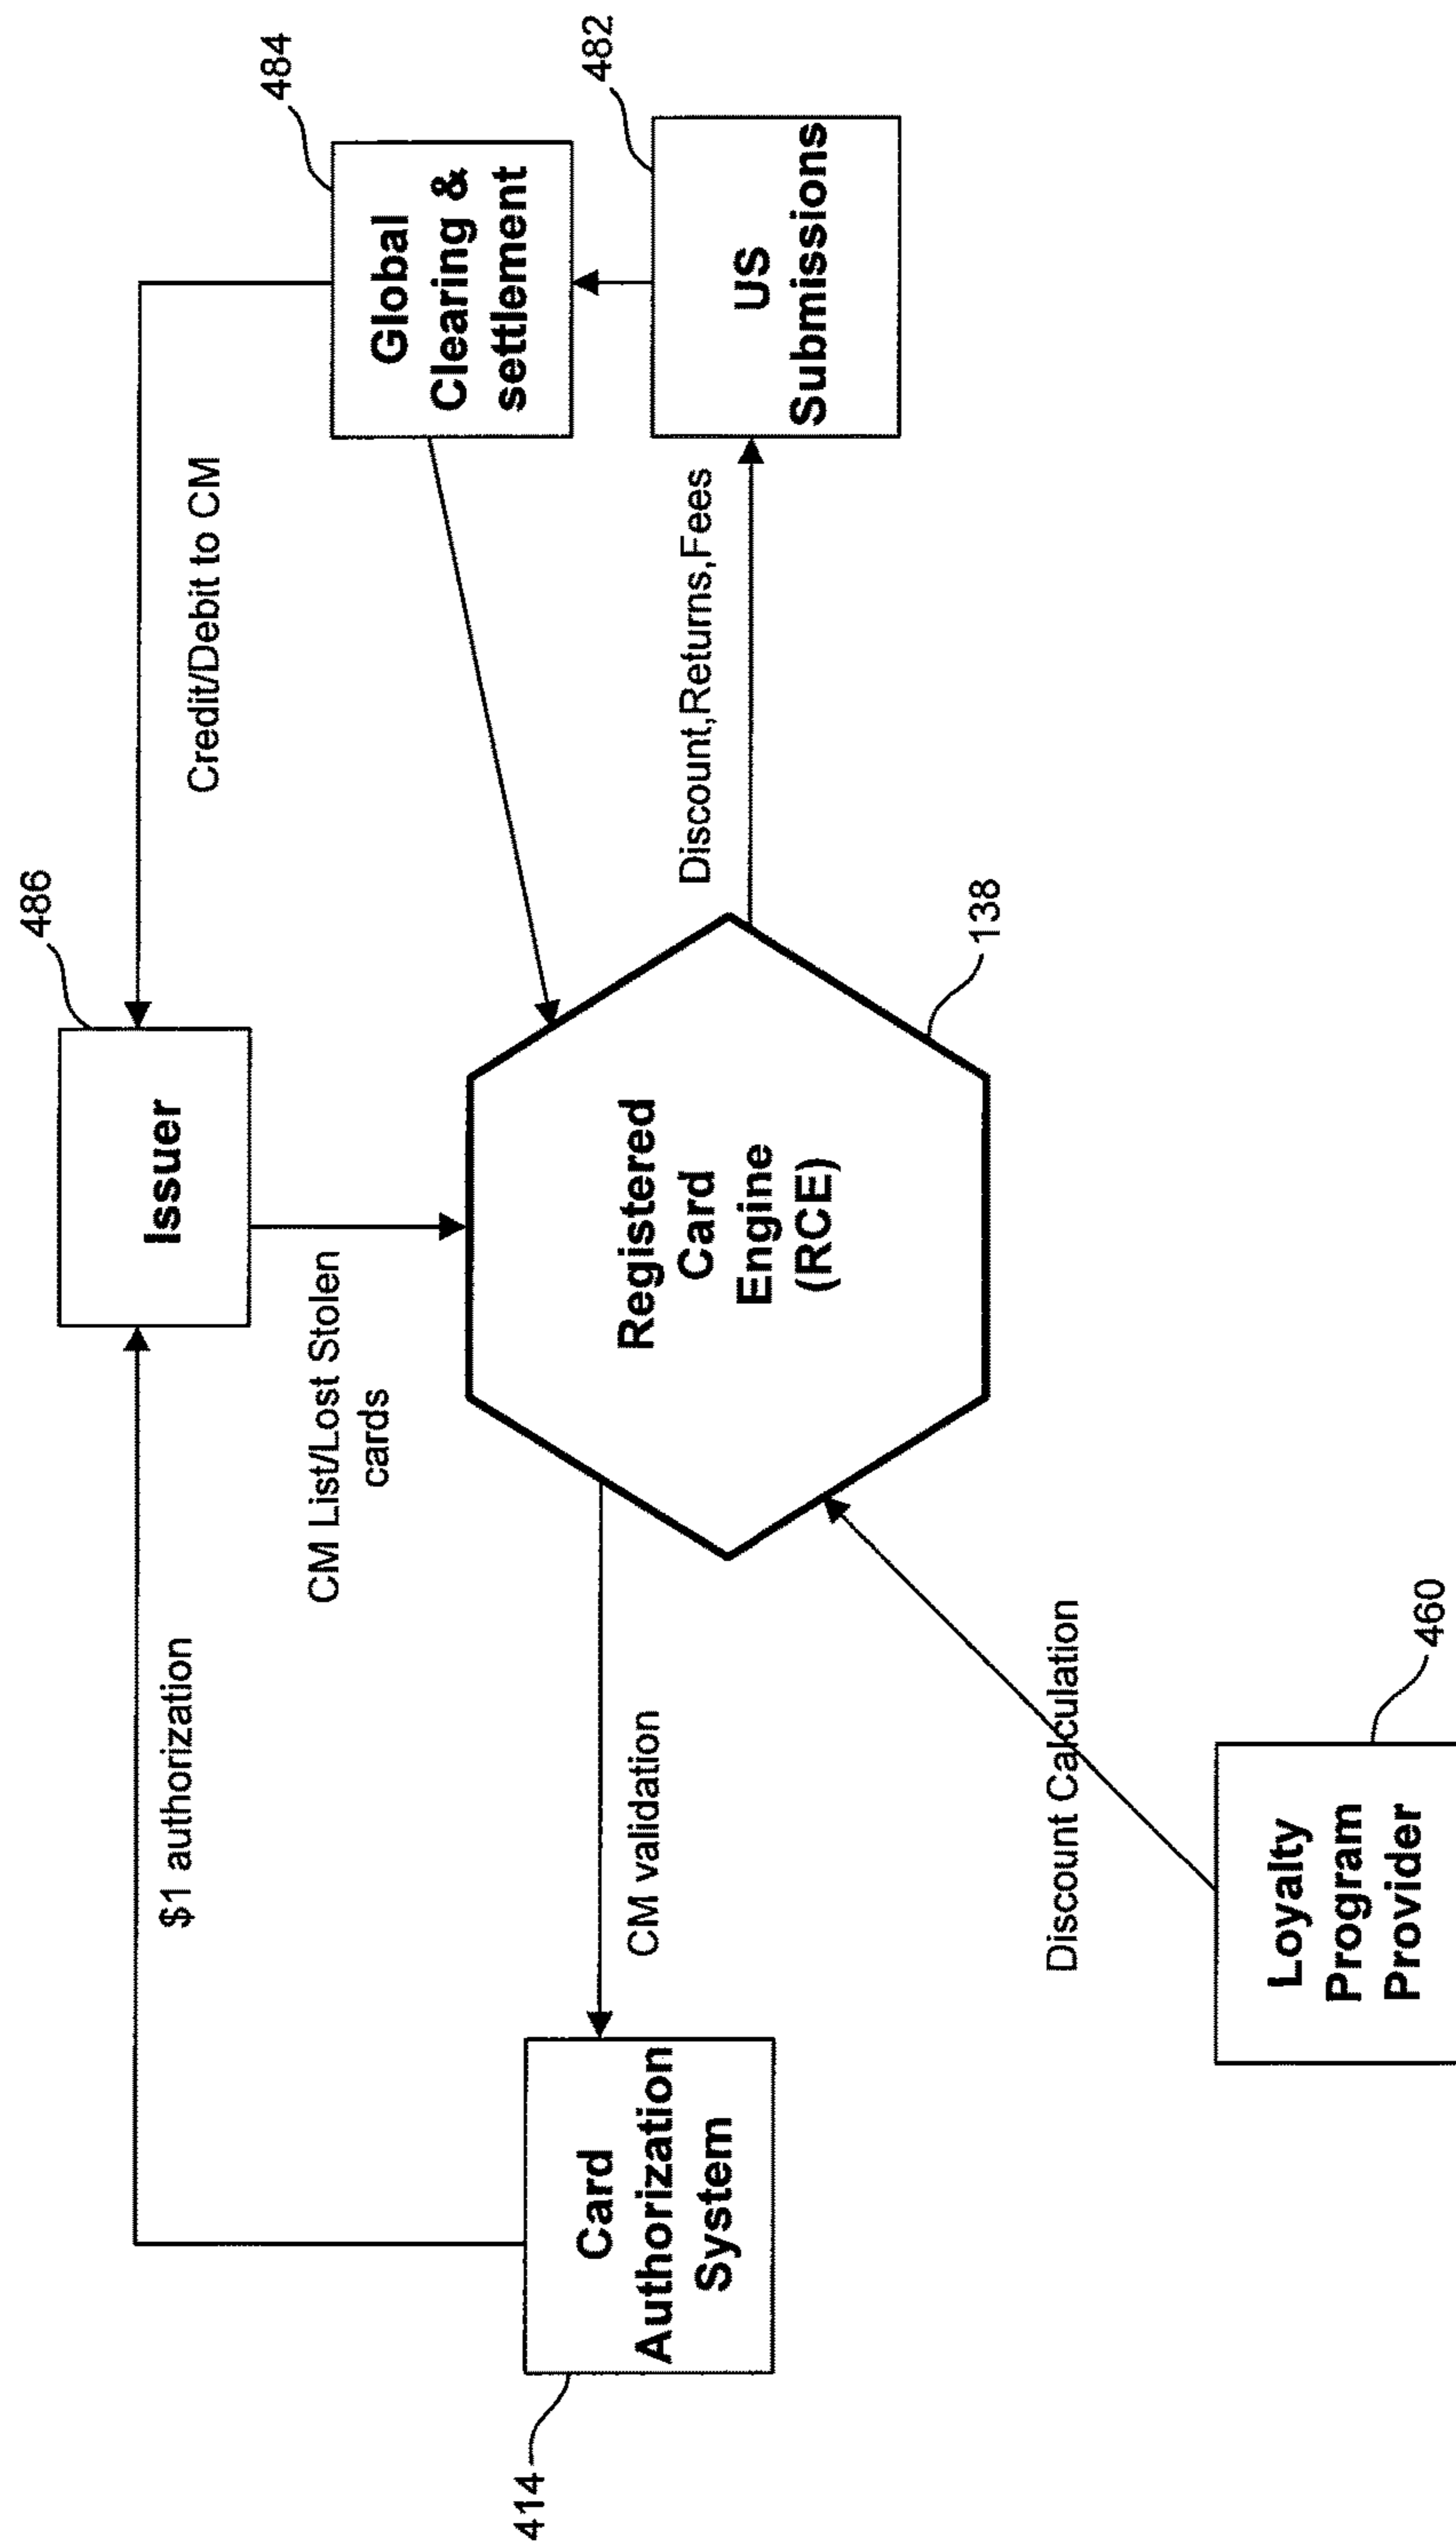 486
Issuer
$1 authorization
Credit/Debit to CM
484
Global
Clearing &
settlement
CM List/Lost Stolen
cards
414
Card
Authorization
System
CM validation
Registered
Card
Engine
(RCE)
138
Discount,Returns,Fees
482
US
Submissions
Discount Calculation
Loyalty
Program
Provider
460